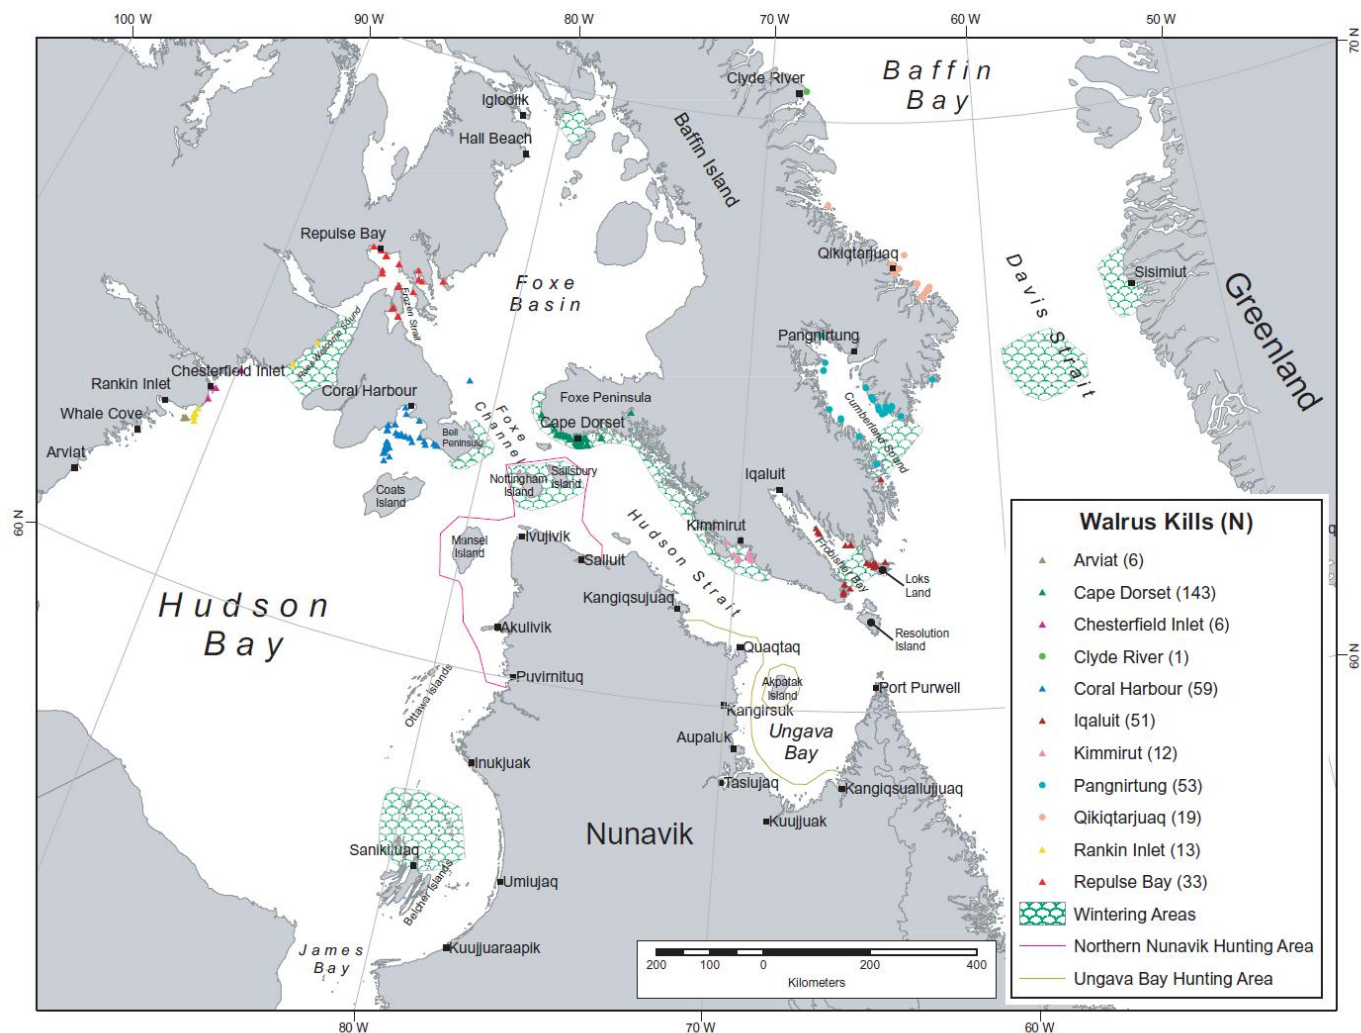 100 W
90 W
80 W
70 W
60 W
50 W
70 N
Baffin
Bay
Clyde River
Igloolik
Hall Beach
Baffin Island
Repulse Bay
Qikiqtarjuaq
Foxe
Basin
Davis Strait
Sisimiut
Greenland
Frozen Strait
Roes Welcome Sound
Pangnirtung
Chesterfield Inlet
Rankin Inlet
Coral Harbour
Foxe Peninsula
Whale Cove
Foxe
Channel
Cape Dorset
Cumberland Sound
Bell
Peninsula
Arviat
Nottingham
Island
Salisbury
Island
Iqaluit
Coats
Island
60 N
Mansel
Island
Ivujivik
Hudson Strait
Kimmirut
Frobisher Bay
Salluit
Loks
Land
Kangiqsujuaq
Hudson
Bay
Akulivik
Resolution
Island
Quaqtaq
60 N
Puvirnituq
Akpatak
Island
Port Purwell
Ottawa Islands
Kangirsuk
Ungava
Bay
Aupaluk
Inukjuak
Tasiujaq
Kangiqsuallujjuaq
Kuujjuak
Nunavik
Sanikiluaq
Umiujaq
Belcher Islands
James
Bay
Kuujjuaraapik
200
100
0
200
400
Kilometers
80 W
70 W
60 W
Walrus Kills (N)
Arviat (6)
Cape Dorset (143)
Chesterfield Inlet (6)
Clyde River (1)
Coral Harbour (59)
Iqaluit (51)
Kimmirut (12)
Pangnirtung (53)
Qikiqtarjuaq (19)
Rankin Inlet (13)
Repulse Bay (33)
Wintering Areas
Northern Nunavik Hunting Area
Ungava Bay Hunting Area